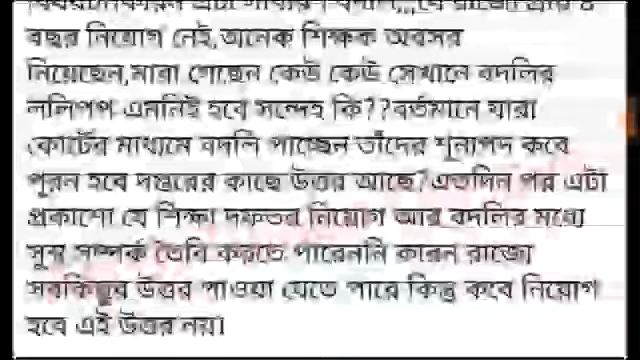 বছর নিয়োগ নেই,অনেক শিক্ষক অবসর
নিয়েছেন,মারা গেছেন কেউ কেউ সেখানে বদলির
ললিপপ এমনিই হবে সন্দেহ কি??বর্তমানে যারা
কোর্টের মাধ্যমে বদলি পাচ্ছেন তাঁদের শূন্যপদ কবে
পুরন হবে দপ্তরের কাছে উত্তর আছে?এতদিন পর এটা
প্রকাশ্যে যে শিক্ষা দফতর নিয়োগ আর বদলির মধ্যে
সুস্থ সম্পর্ক তৈরি করতে পারেননি কারন রাজ্যে
সবকিছুর উত্তর পাওয়া যেতে পারে কিন্তু কবে নিয়োগ
হবে এই উত্তর নয়।